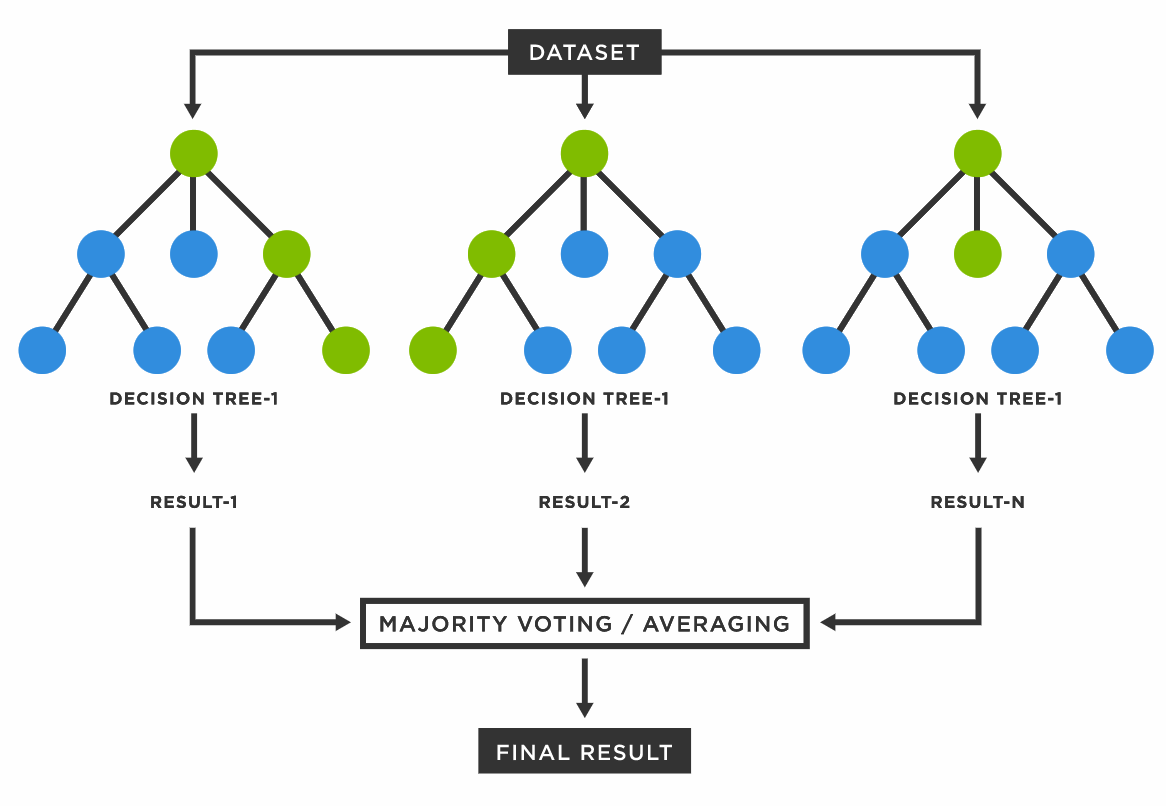 DATASET
DECISION TREE-1
DECISION TREE-1
DECISION TREE-1
RESULT-1
RESULT-2
RESULT-N
MAJORITY VOTING / AVERAGING
FINAL RESULT